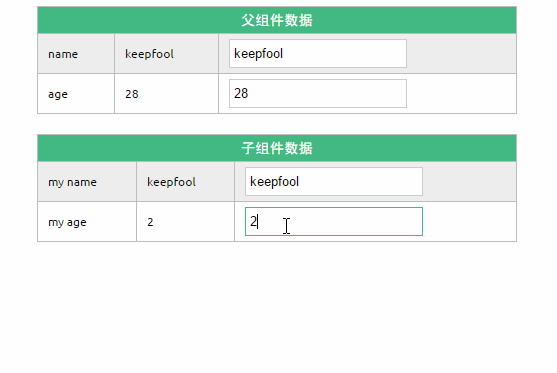 父组件数据
name keepfool keepfool
age 28 28
子组件数据
my name keepfool keepfool
my age 2 2